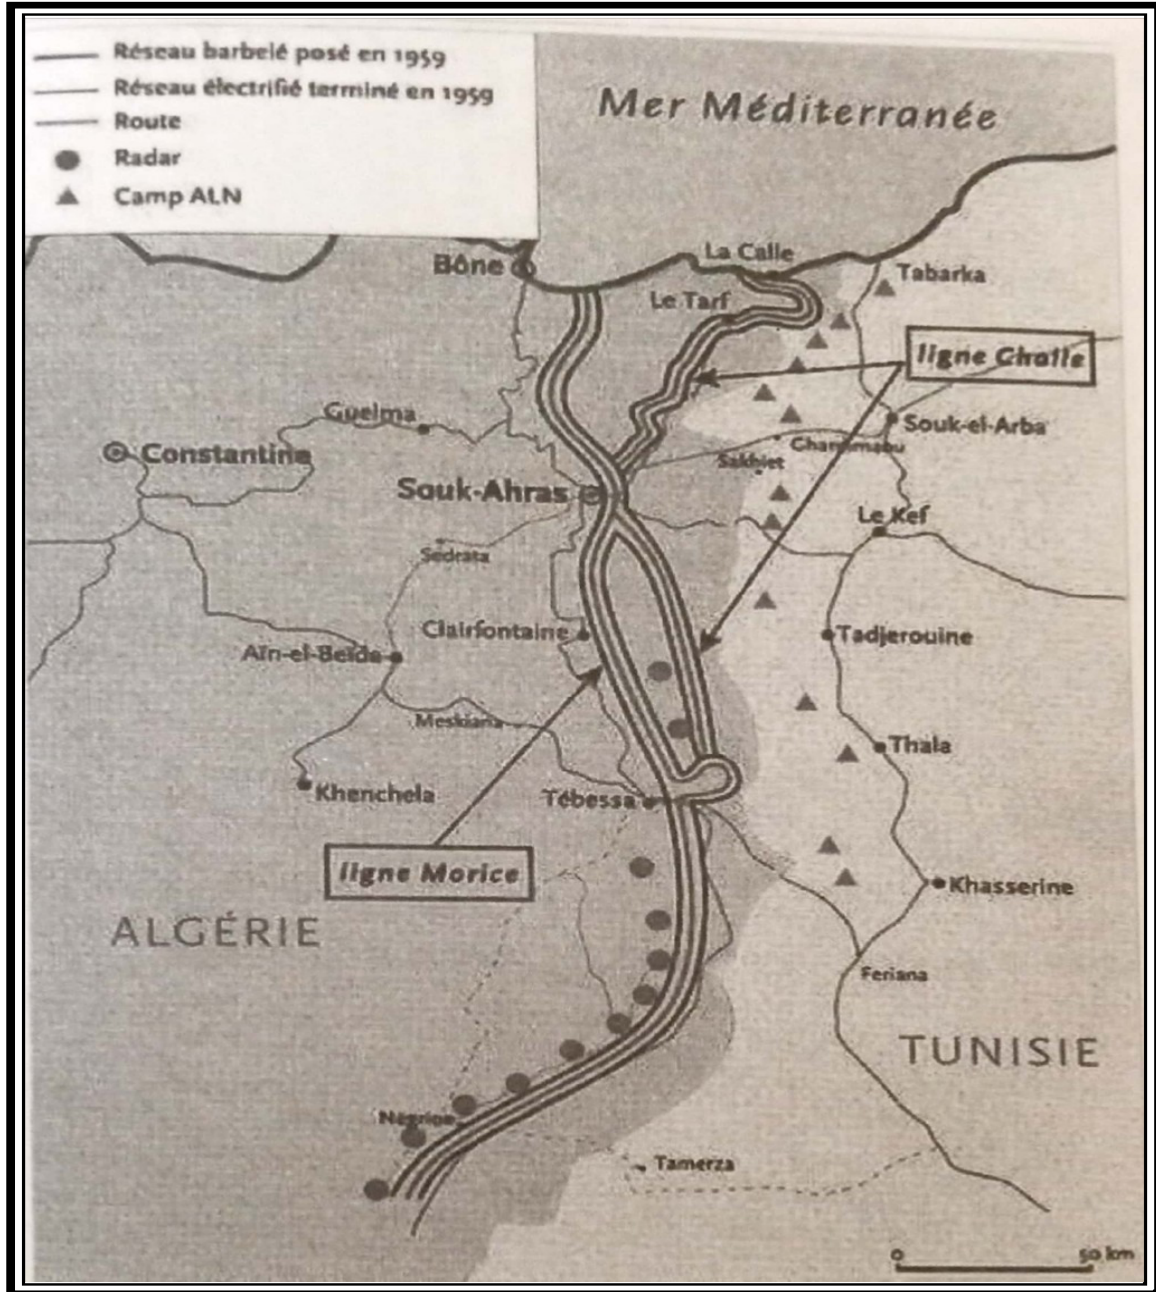 Réseau barbelé posé en 1959
Réseau électrifié terminé en 1959
Route
Radar
Camp ALN
Mer Méditerranée
La Calle
Bône
Tabarka
Le Tarf
ligne Challe
Guelma
Souk-el-Arba
Constantine
Chammabu
Sakhiet
Souk-Ahras
Le Kef
Sedrata
Clairfontaine
Tadjerouine
Aïn-el-Beïda
Meskiana
Thala
Khenchela
Tébessa
ligne Morice
Khasserine
ALGÉRIE
Feriana
TUNISIE
Négrine
Tamerza
0 50 km